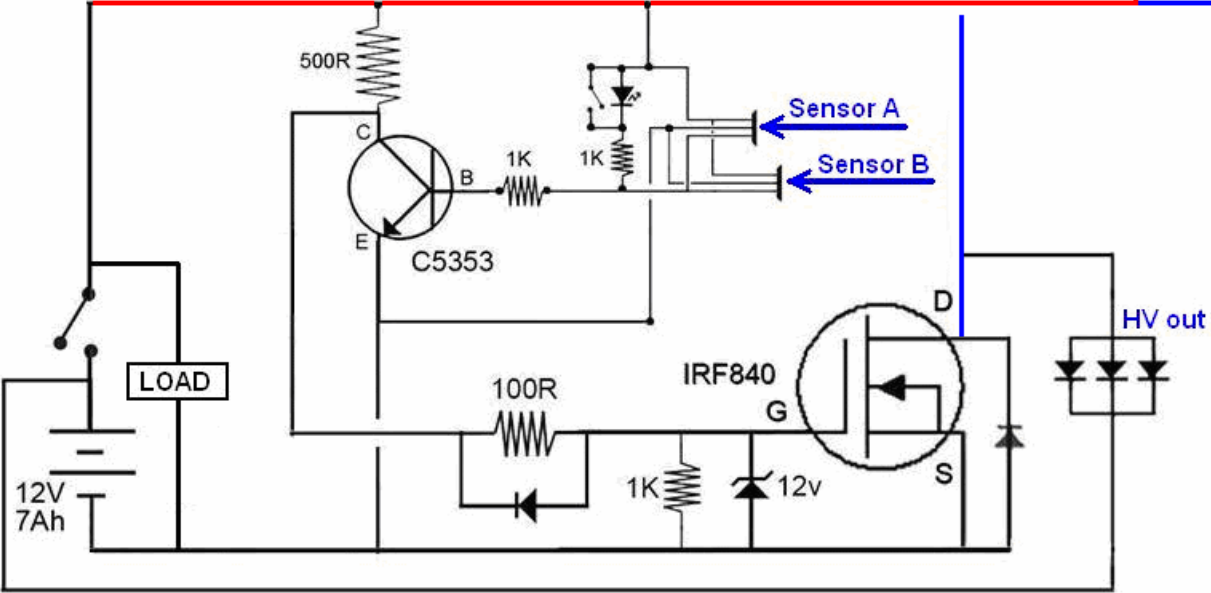 500R
C
1K
1K
Sensor A
B
Sensor B
E
C5353
D
HV out
LOAD
IRF840
100R
G
S
12V
7Ah
1K
12v